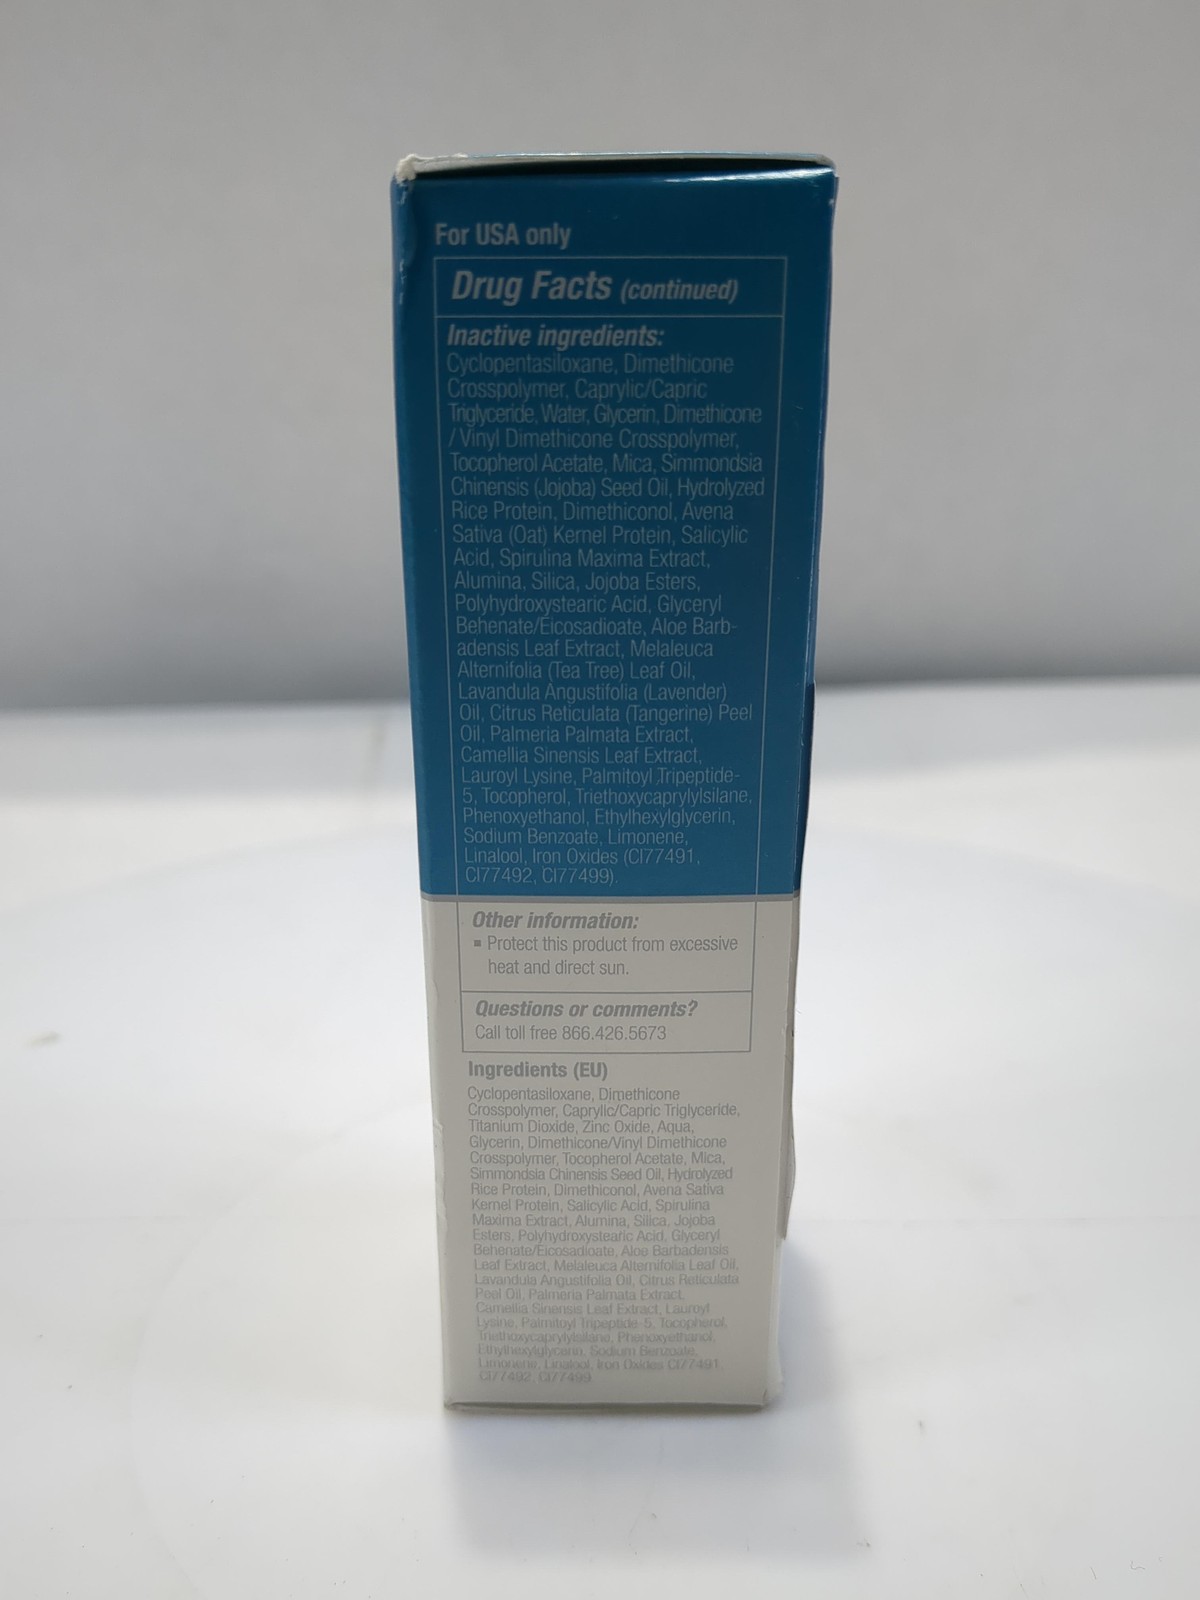 For USA only
Drug Facts (continued)
Inactive ingredients:
Cyclopentasiloxane, Dimethicone
Crosspolymer, Caprylic/Capric
Triglyceride, Water, Glycerin, Dimethicone
/ Vinyl Dimethicone Crosspolymer,
Tocopherol Acetate, Mica, Simmondsia
Chinensis (Jojoba) Seed Oil, Hydrolyzed
Rice Protein, Dimethiconol, Avena
Sativa (Oat) Kernel Protein, Salicylic
Acid, Spirulina Maxima Extract,
Alumina, Silica, Jojoba Esters,
Polyhydroxystearic Acid, Glyceryl
Behenate/Eicosadioate, Aloe Barb-
adensis Leaf Extract, Melaleuca
Alternifolia (Tea Tree) Leaf Oil,
Lavandula Angustifolia (Lavender)
Oil, Citrus Reticulata (Tangerine) Peel
Oil, Palmeria Palmata Extract,
Camellia Sinensis Leaf Extract,
Lauroyl Lysine, Palmitoyl Tripeptide-
5, Tocopherol, Triethoxycaprylylsilane,
Phenoxyethanol, Ethylhexylglycerin,
Sodium Benzoate, Limonene,
Linalool, Iron Oxides (CI77491,
CI77492, CI77499).
Other information:
▪ Protect this product from excessive
heat and direct sun.
Questions or comments?
Call toll free 866.426.5673
Ingredients (EU)
Cyclopentasiloxane, Dimethicone
Crosspolymer, Caprylic/Capric Triglyceride,
Titanium Dioxide, Zinc Oxide, Aqua,
Glycerin, Dimethicone/Vinyl Dimethicone
Crosspolymer, Tocopherol Acetate, Mica,
Simmondsia Chinensis Seed Oil, Hydrolyzed
Rice Protein, Dimethiconol, Avena Sativa
Kernel Protein, Salicylic Acid, Spirulina
Maxima Extract, Alumina, Silica, Jojoba
Esters, Polyhydroxystearic Acid, Glyceryl
Behenate/Eicosadioate, Aloe Barbadensis
Leaf Extract, Melaleuca Alternifolia Leaf Oil,
Lavandula Angustifolia Oil, Citrus Reticulata
Peel Oil, Palmeria Palmata Extract,
Camellia Sinensis Leaf Extract, Lauroyl
Lysine, Palmitoyl Tripeptide-5, Tocopherol,
Triethoxycaprylylsilane, Phenoxyethanol,
Ethylhexylglycerin, Sodium Benzoate,
Limonene, Linalool, Iron Oxides CI77491,
CI77492, CI77499